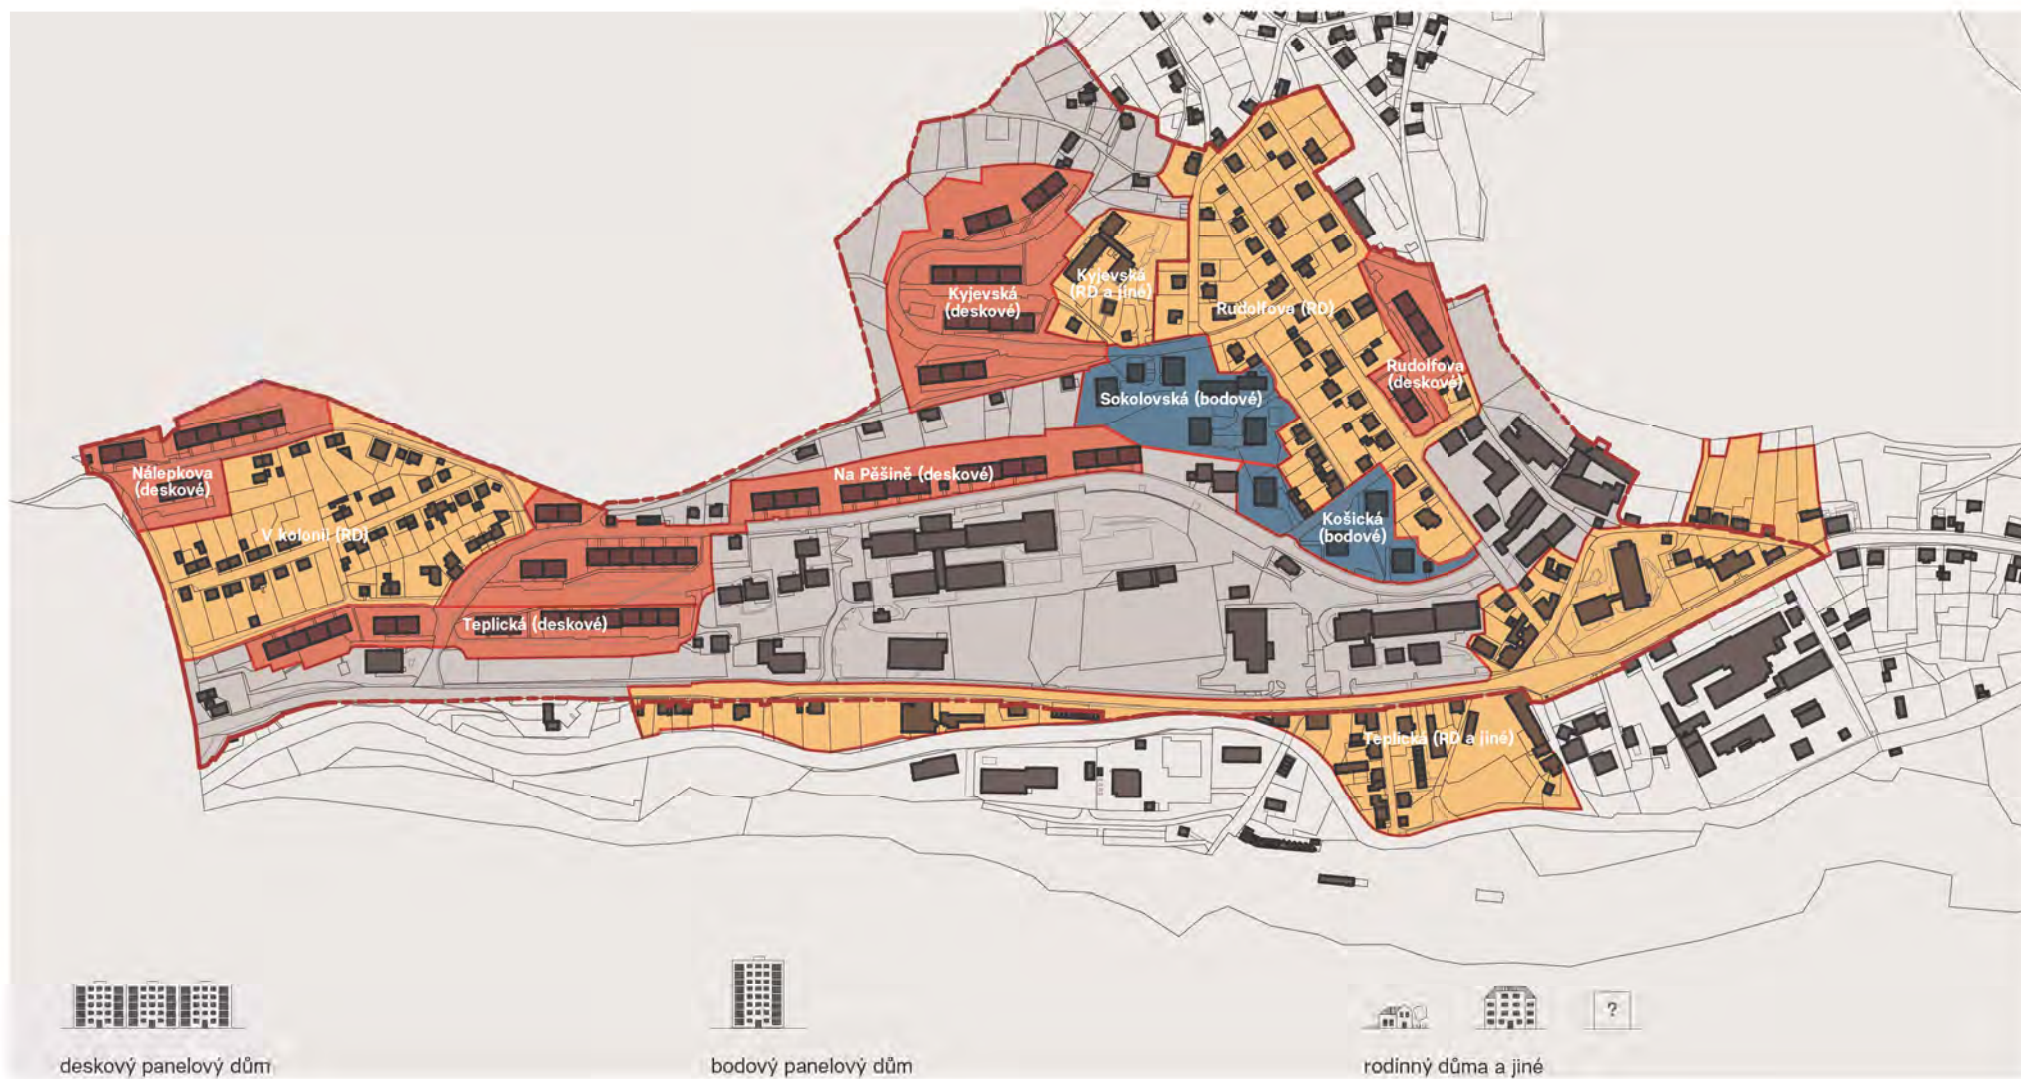 Kyjevská
(deskové)
Kyjevská
(RD a jiné)
Rudolfova (RD)
Rudolfova
(deskové)
Sokolovská (bodové)
Nálepkova
(deskové)
Na Pěšině (deskové)
V kolonii (RD)
Košická
(bodové)
Teplická (deskové)
Teplická (RD a jiné)
?
deskový panelový dům
bodový panelový dům
rodinný důma a jiné